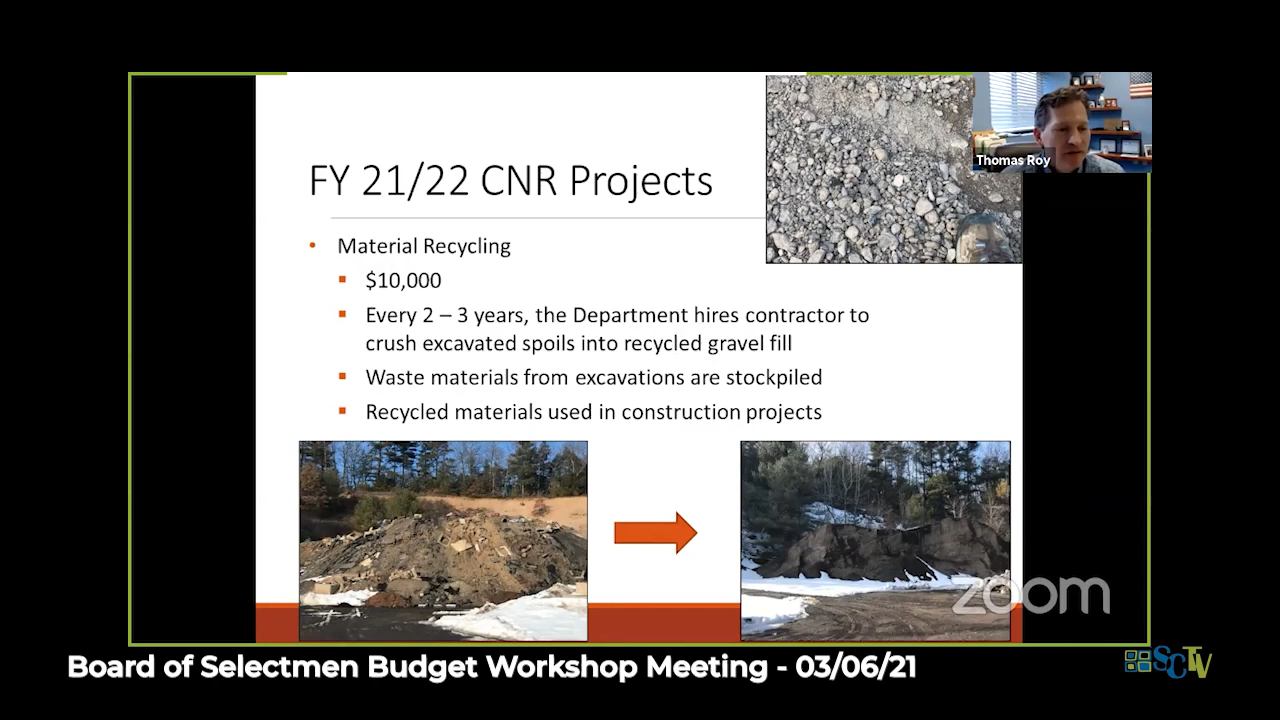 Thomas Roy
FY 21/22 CNR Projects
• Material Recycling
▪ $10,000
▪ Every 2 – 3 years, the Department hires contractor to
crush excavated spoils into recycled gravel fill
▪ Waste materials from excavations are stockpiled
▪ Recycled materials used in construction projects
zoom
Board of Selectmen Budget Workshop Meeting - 03/06/21
SCTV